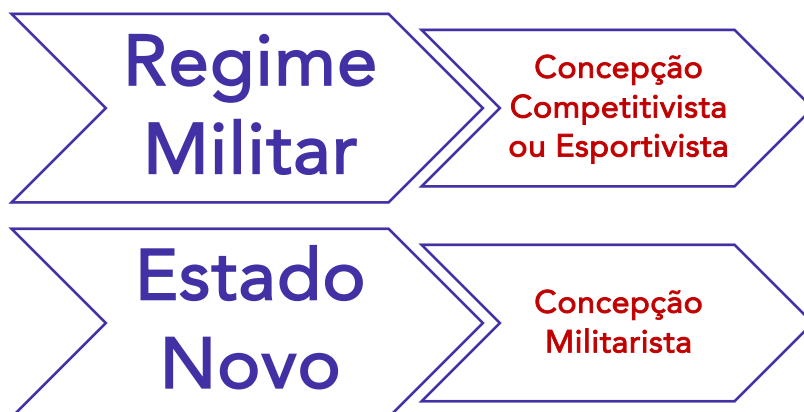 Regime
Militar
Concepção
Competitivista
ou Esportivista
Estado
Novo
Concepção
Militarista